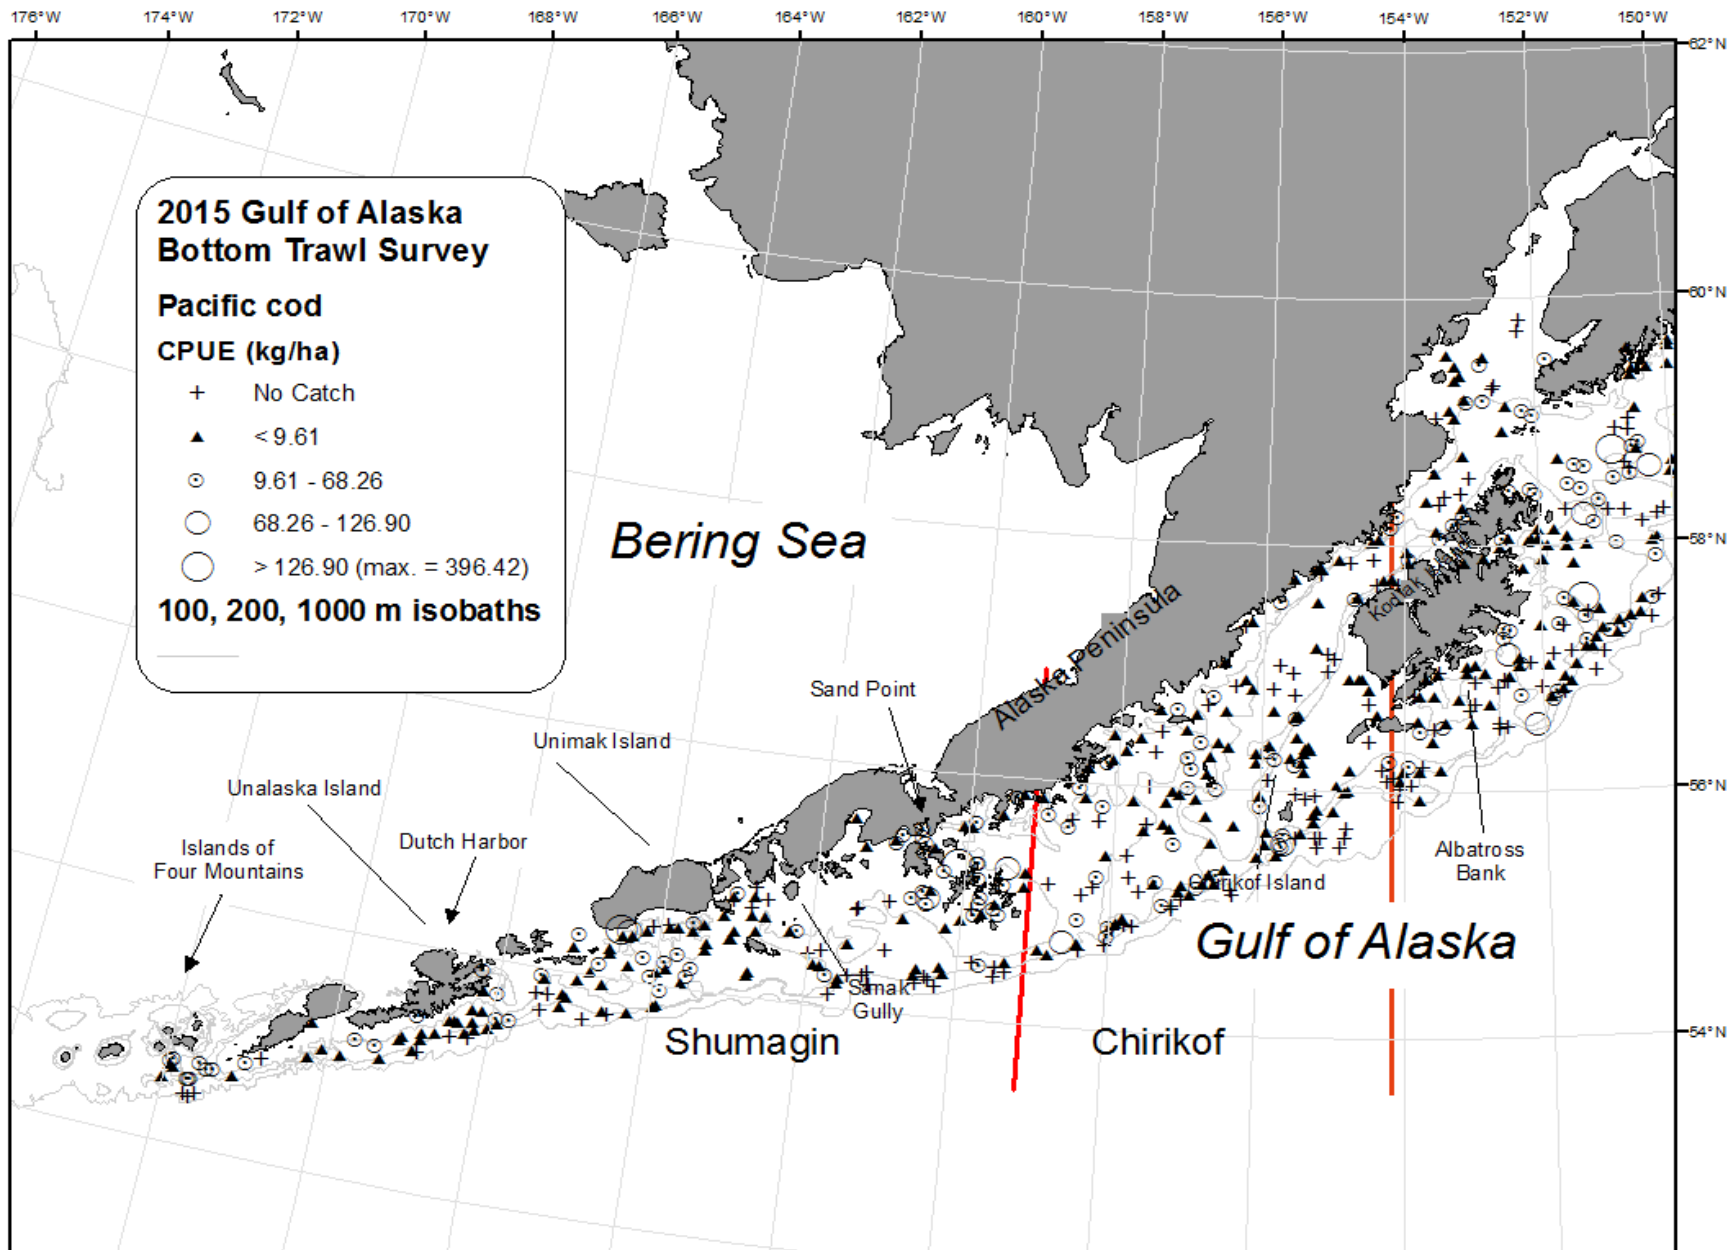 176°W 174°W 172°W 170°W 168°W 166°W 164°W 162°W 160°W 158°W 156°W 154°W 152°W 150°W
62°N
2015 Gulf of Alaska
Bottom Trawl Survey
Pacific cod
CPUE (kg/ha)
No Catch
< 9.61
9.61 - 68.26
68.26 - 126.90
> 126.90 (max. = 396.42)
100, 200, 1000 m isobaths
60°N
Bering Sea
58°N
Kodiak Island
Alaska Peninsula
Sand Point
Unimak Island
Unalaska Island
56°N
Dutch Harbor
Islands of
Four Mountains
Albatross
Bank
Chirikof Island
Gulf of Alaska
Sanak
Gully
Shumagin
Chirikof
54°N